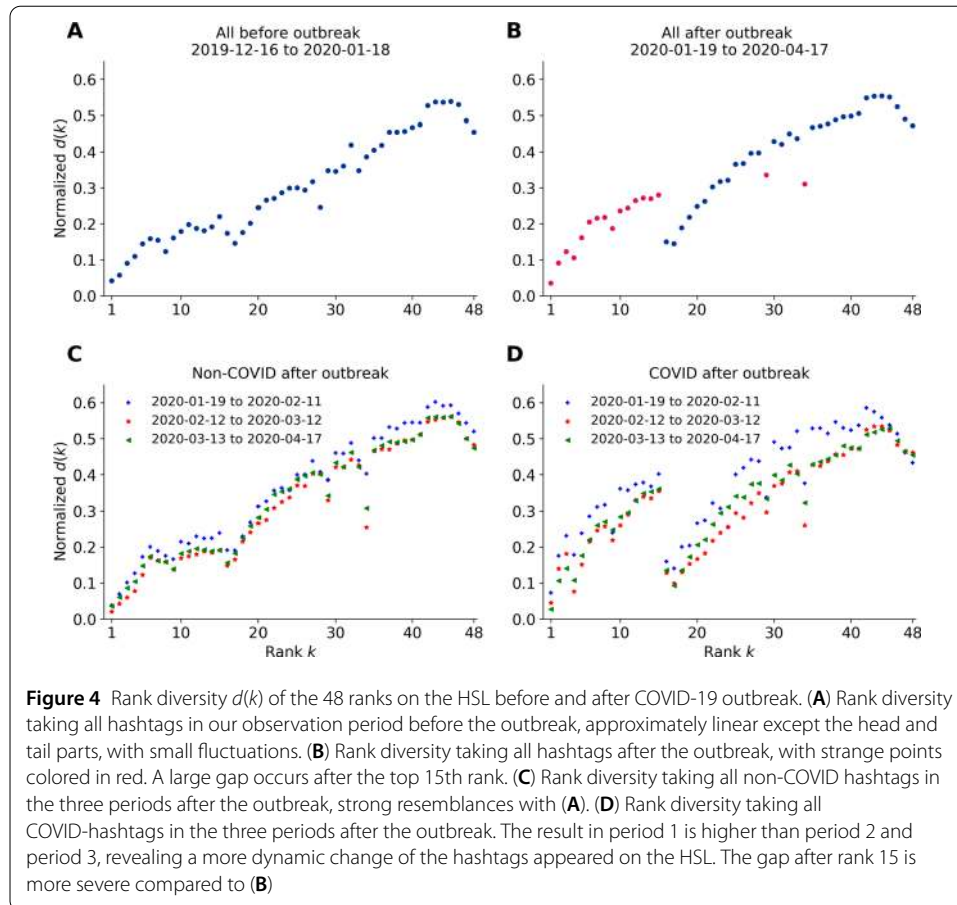 A
All before outbreak
2019-12-16 to 2020-01-18
Normalized d(k)
0.6
0.5
0.4
0.3
0.2
0.1
0.0
1
10
20
30
40
48
B
All after outbreak
2020-01-19 to 2020-04-17
0.6
0.5
0.4
0.3
0.2
0.1
0.0
1
10
20
30
40
48
C
Non-COVID after outbreak
2020-01-19 to 2020-02-11
2020-02-12 to 2020-03-12
2020-03-13 to 2020-04-17
Normalized d(k)
0.6
0.5
0.4
0.3
0.2
0.1
0.0
1
10
20
30
40
48
Rank k
D
COVID after outbreak
2020-01-19 to 2020-02-11
2020-02-12 to 2020-03-12
2020-03-13 to 2020-04-17
0.6
0.5
0.4
0.3
0.2
0.1
0.0
1
10
20
30
40
48
Rank k
Figure 4 Rank diversity d(k) of the 48 ranks on the HSL before and after COVID-19 outbreak. (A) Rank diversity
taking all hashtags in our observation period before the outbreak, approximately linear except the head and
tail parts, with small fluctuations. (B) Rank diversity taking all hashtags after the outbreak, with strange points
colored in red. A large gap occurs after the top 15th rank. (C) Rank diversity taking all non-COVID hashtags in
the three periods after the outbreak, strong resemblances with (A). (D) Rank diversity taking all
COVID-hashtags in the three periods after the outbreak. The result in period 1 is higher than period 2 and
period 3, revealing a more dynamic change of the hashtags appeared on the HSL. The gap after rank 15 is
more severe compared to (B)